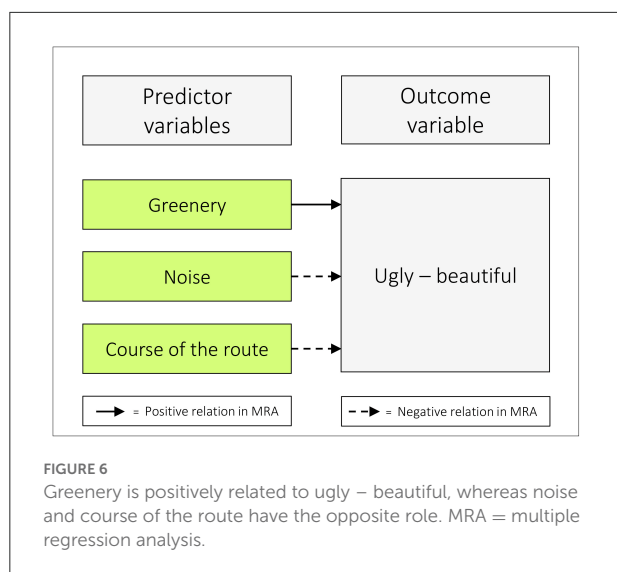 Predictor
variables
Outcome
variable
Greenery
Noise
Course of the route
Ugly – beautiful
= Positive relation in MRA
= Negative relation in MRA
FIGURE 6
Greenery is positively related to ugly – beautiful, whereas noise
and course of the route have the opposite role. MRA = multiple
regression analysis.